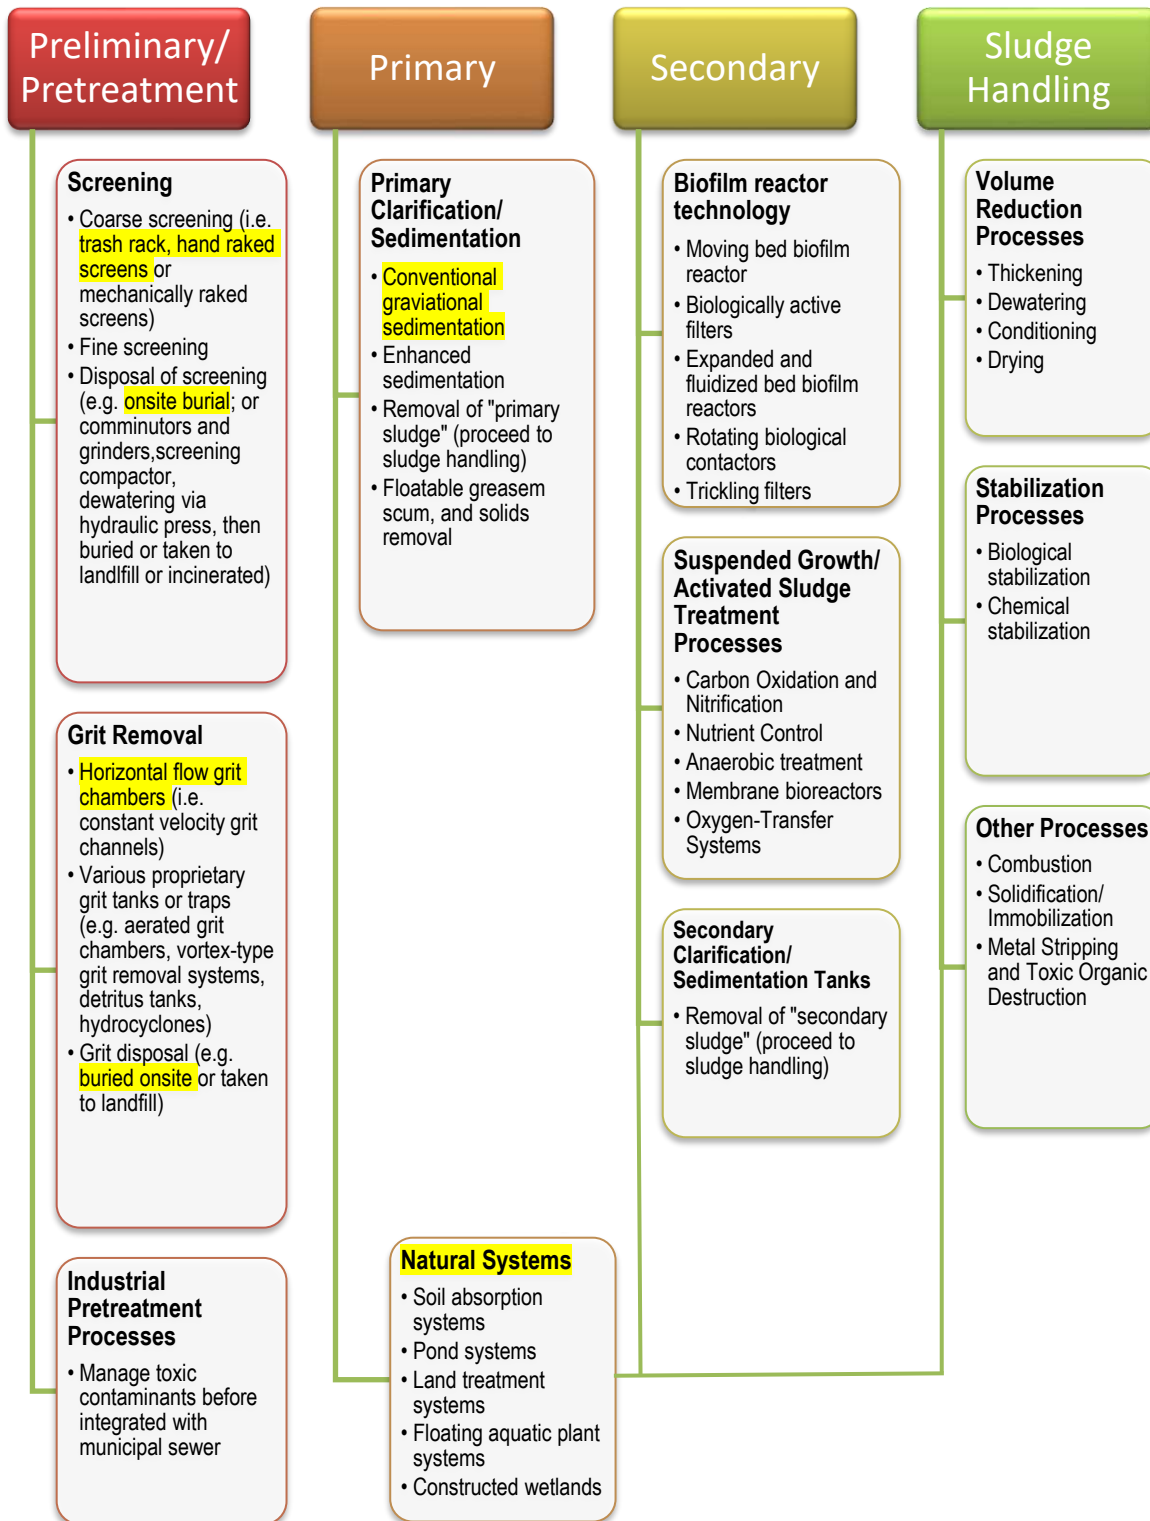 Preliminary/
Pretreatment
Screening
• Coarse screening (i.e.
trash rack, hand raked
screens or
mechanically raked
screens)
• Fine screening
• Disposal of screening
(e.g. onsite burial; or
comminutors and
grinders,screening
compactor,
dewatering via
hydraulic press, then
buried or taken to
landlfill or incinerated)
Grit Removal
• Horizontal flow grit
chambers (i.e.
constant velocity grit
channels)
• Various proprietary
grit tanks or traps
(e.g. aerated grit
chambers, vortex-type
grit removal systems,
detritus tanks,
hydrocyclones)
• Grit disposal (e.g.
buried onsite or taken
to landfill)
Industrial
Pretreatment
Processes
• Manage toxic
contaminants before
integrated with
municipal sewer
Primary
Primary
Clarification/
Sedimentation
• Conventional
graviational
sedimentation
• Enhanced
sedimentation
• Removal of "primary
sludge" (proceed to
sludge handling)
• Floatable greasem
scum, and solids
removal
Natural Systems
• Soil absorption
systems
• Pond systems
• Land treatment
systems
• Floating aquatic plant
systems
• Constructed wetlands
Secondary
Biofilm reactor
technology
• Moving bed biofilm
reactor
• Biologically active
filters
• Expanded and
fluidized bed biofilm
reactors
• Rotating biological
contactors
• Trickling filters
Suspended Growth/
Activated Sludge
Treatment
Processes
• Carbon Oxidation and
Nitrification
• Nutrient Control
• Anaerobic treatment
• Membrane bioreactors
• Oxygen-Transfer
Systems
Secondary
Clarification/
Sedimentation Tanks
• Removal of "secondary
sludge" (proceed to
sludge handling)
Sludge
Handling
Volume
Reduction
Processes
• Thickening
• Dewatering
• Conditioning
• Drying
Stabilization
Processes
• Biological
stabilization
• Chemical
stabilization
Other Processes
• Combustion
• Solidification/
Immobilization
• Metal Stripping
and Toxic Organic
Destruction